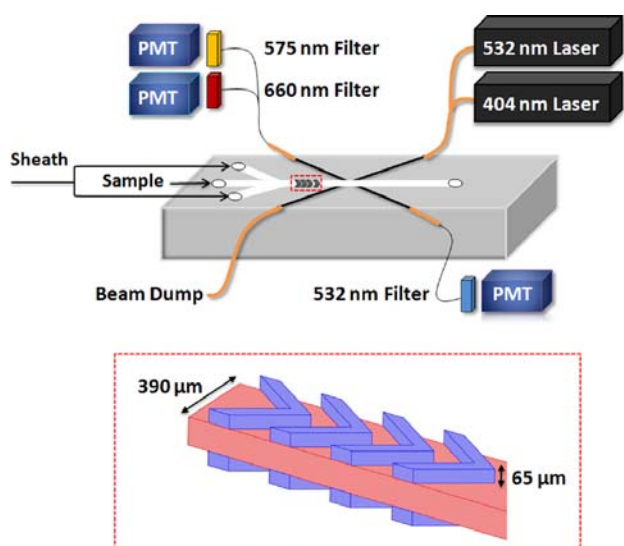 PMT
575 nm Filter
532 nm Laser
PMT
660 nm Filter
404 nm Laser
Sheath
Sample
Beam Dump
532 nm Filter
PMT
390 μm
65 μm